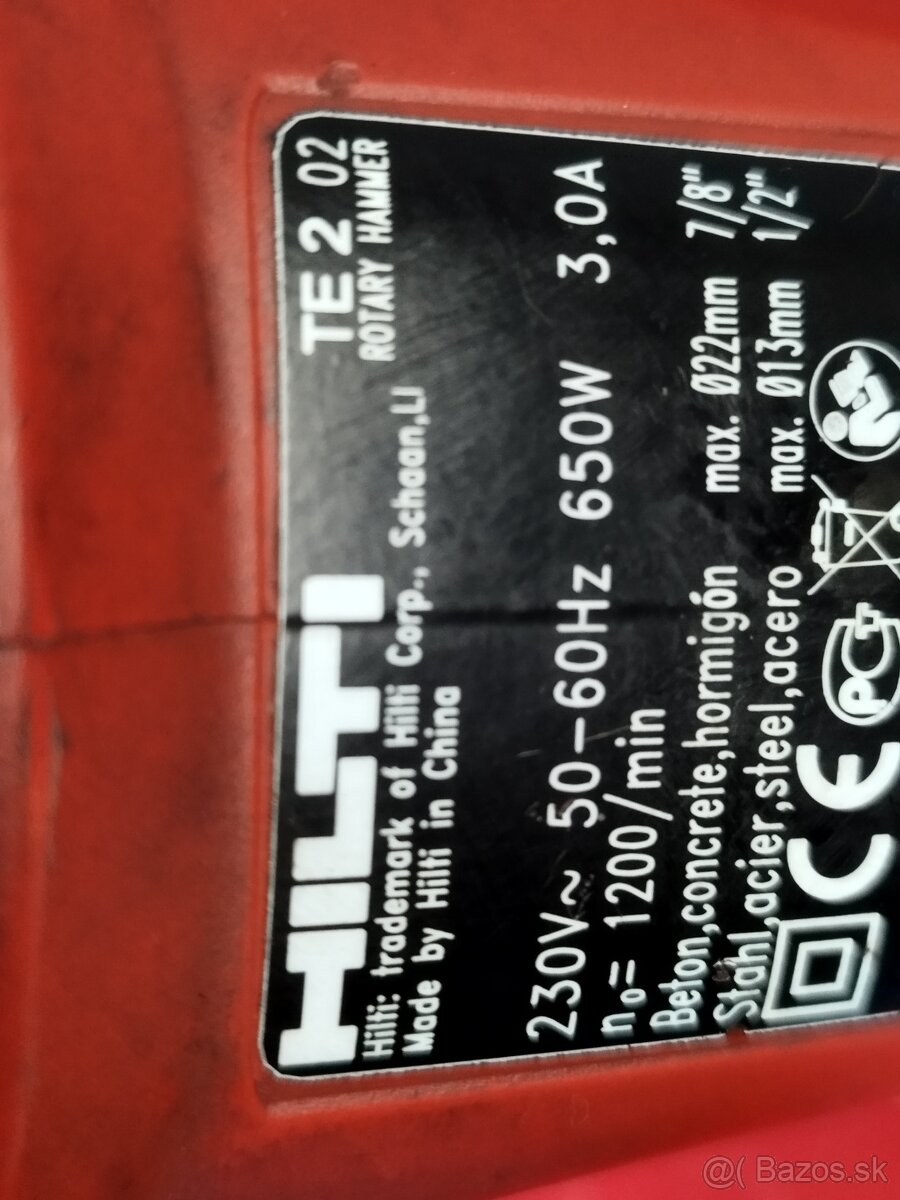 HILTI
TE 2 02
ROTARY HAMMER
Hilti: trademark of Hilti Corp., Schaan,LI
Made by Hilti in China
230V~ 50-60Hz 650W 3,0A
n₀= 1200/min
Beton,concrete,hormigón max. Ø22mm 7/8"
Stahl,acier,steel,acero max. Ø13mm 1/2"
CE PCT
@( Bazos.sk